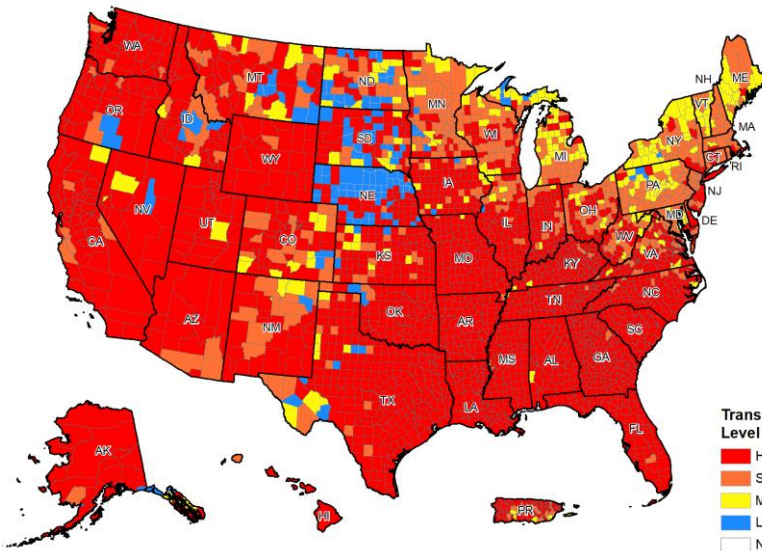 WA
MT
ND
MN
ME
NH
VT
OR
ID
SD
WI
MI
NY
MA
CT
RI
WY
NE
IA
PA
NJ
NV
UT
CO
IL
IN
OH
MD
DE
CA
KS
MO
WV
VA
KY
AZ
NM
OK
AR
TN
NC
SC
MS
AL
GA
TX
LA
FL
AK
HI
PR
Trans
Level
H
S
M
L
N